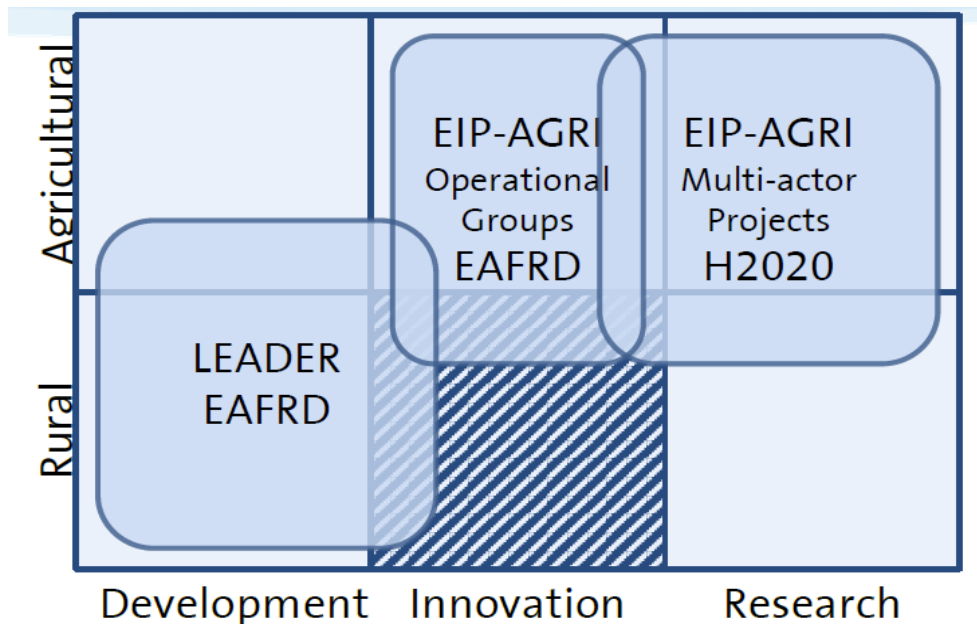 Agricultural
EIP-AGRI
Operational
Groups
EAFRD
EIP-AGRI
Multi-actor
Projects
H2020
Rural
LEADER
EAFRD
Development
Innovation
Research